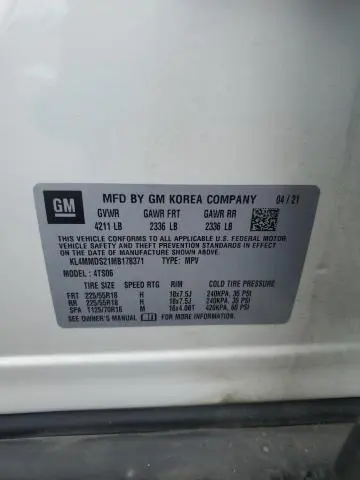 GM
MFD BY GM KOREA COMPANY 04/21
GVWR GAWR FRT GAWR RR
4211 LB 2336 LB 2336 LB
THIS VEHICLE CONFORMS TO ALL APPLICABLE U.S. FEDERAL MOTOR
VEHICLE SAFETY AND THEFT PREVENTION STANDARDS IN EFFECT ON
THE DATE OF MANUFACTURE SHOWN ABOVE.
KL4MMDS21MB178371 TYPE: MPV
MODEL: 4TS06
TIRE SIZE SPEED RTG RIM COLD TIRE PRESSURE
FRT 225/55R18 H 18x7.5J 240KPA, 35 PSI
RR 225/55R18 H 18x7.5J 240KPA, 35 PSI
SPA T125/70R16 M 16x4.00T 420KPA, 60 PSI
SEE OWNER'S MANUAL FOR MORE INFORMATION